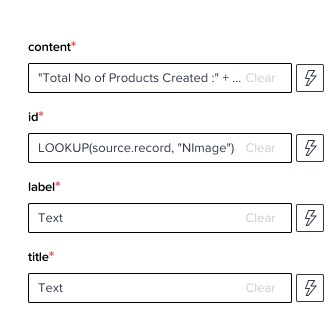 content*
"Total No of Products Created :" + ... Clear
id*
LOOKUP(source.record, "NImage") Clear
label*
Text Clear
title*
Text Clear